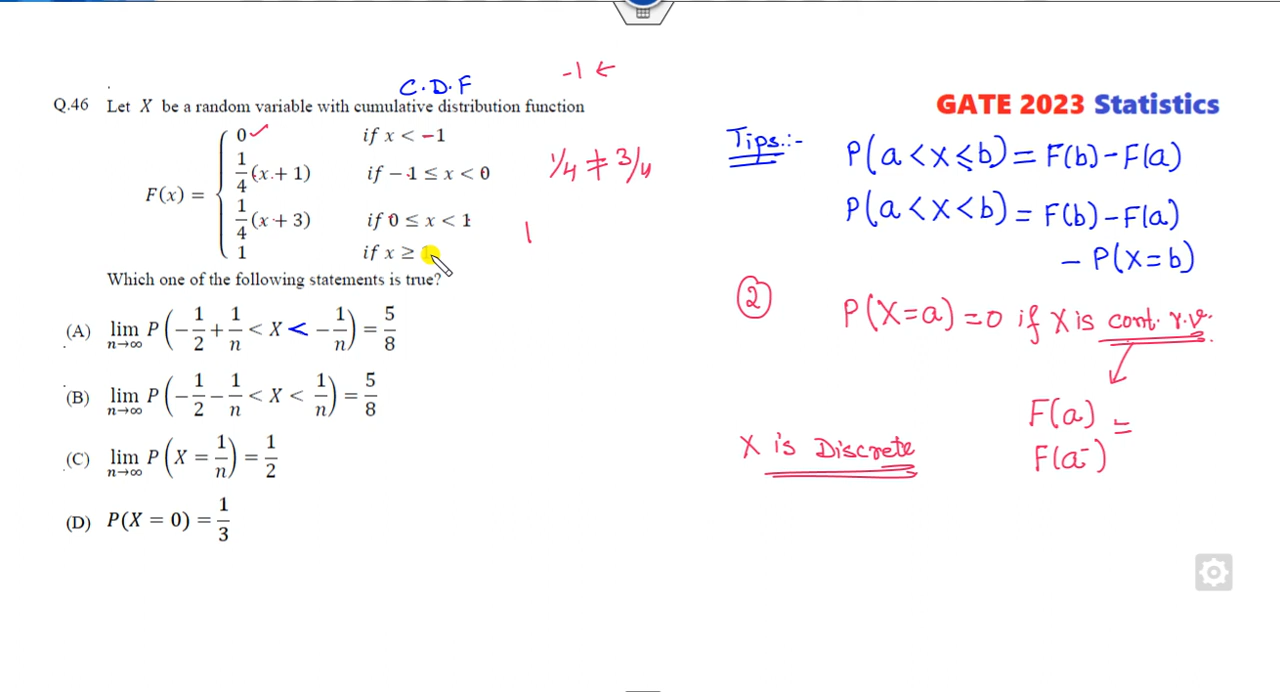 C.D.F
-1 ←
Q.46 Let X be a random variable with cumulative distribution function
GATE 2023 Statistics
F(x) =
0 ✓ if x < −1
1/4 (x + 1) if −1 ≤ x < 0
1/4 (x + 3) if 0 ≤ x < 1
1 if x ≥
1/4 ≠ 3/4
1
Which one of the following statements is true?
(A) lim n→∞ P(−1/2 + 1/n < X < −1/n) = 5/8
(B) lim n→∞ P(−1/2 − 1/n < X < 1/n) = 5/8
(C) lim n→∞ P(X = 1/n) = 1/2
(D) P(X = 0) = 1/3
Tips:-
P(a < X ≤ b) = F(b) - F(a)
P(a < X < b) = F(b) - F(a)
- P(X = b)
② P(X = a) = 0 if X is cont. r.v.
F(a) =
F(a-)
X is Discrete